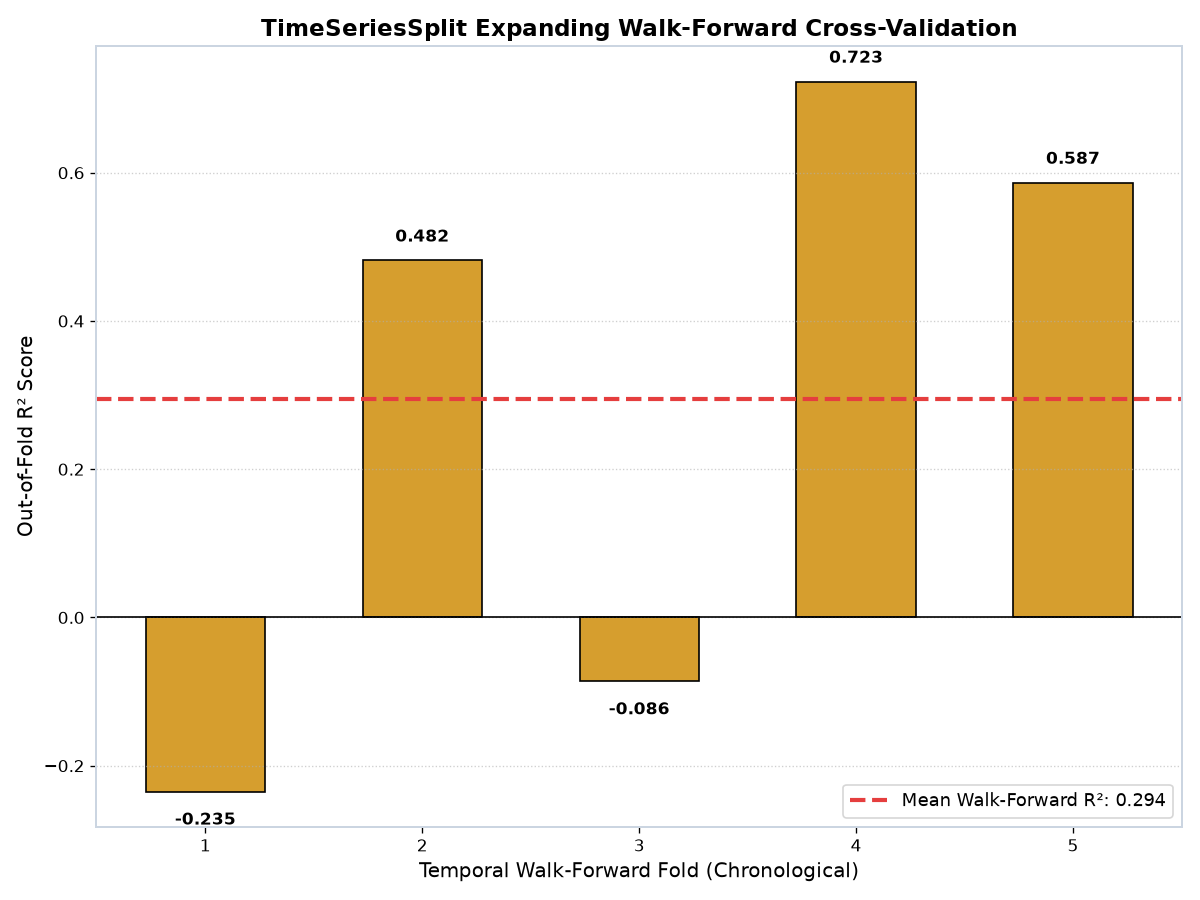 TimeSeriesSplit Expanding Walk-Forward Cross-Validation
0.723
0.587
0.482
-0.086
-0.235
Out-of-Fold R² Score
0.6
0.4
0.2
0.0
−0.2
Mean Walk-Forward R²: 0.294
1 2 3 4 5
Temporal Walk-Forward Fold (Chronological)